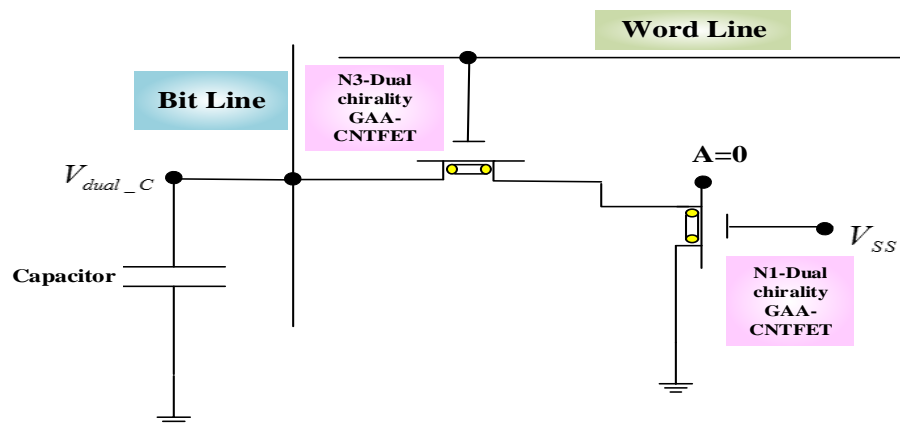 Word Line
Bit Line
N3-Dual
chirality
GAA-
CNTFET
A=0
V_dual_C
V_SS
Capacitor
N1-Dual
chirality
GAA-
CNTFET